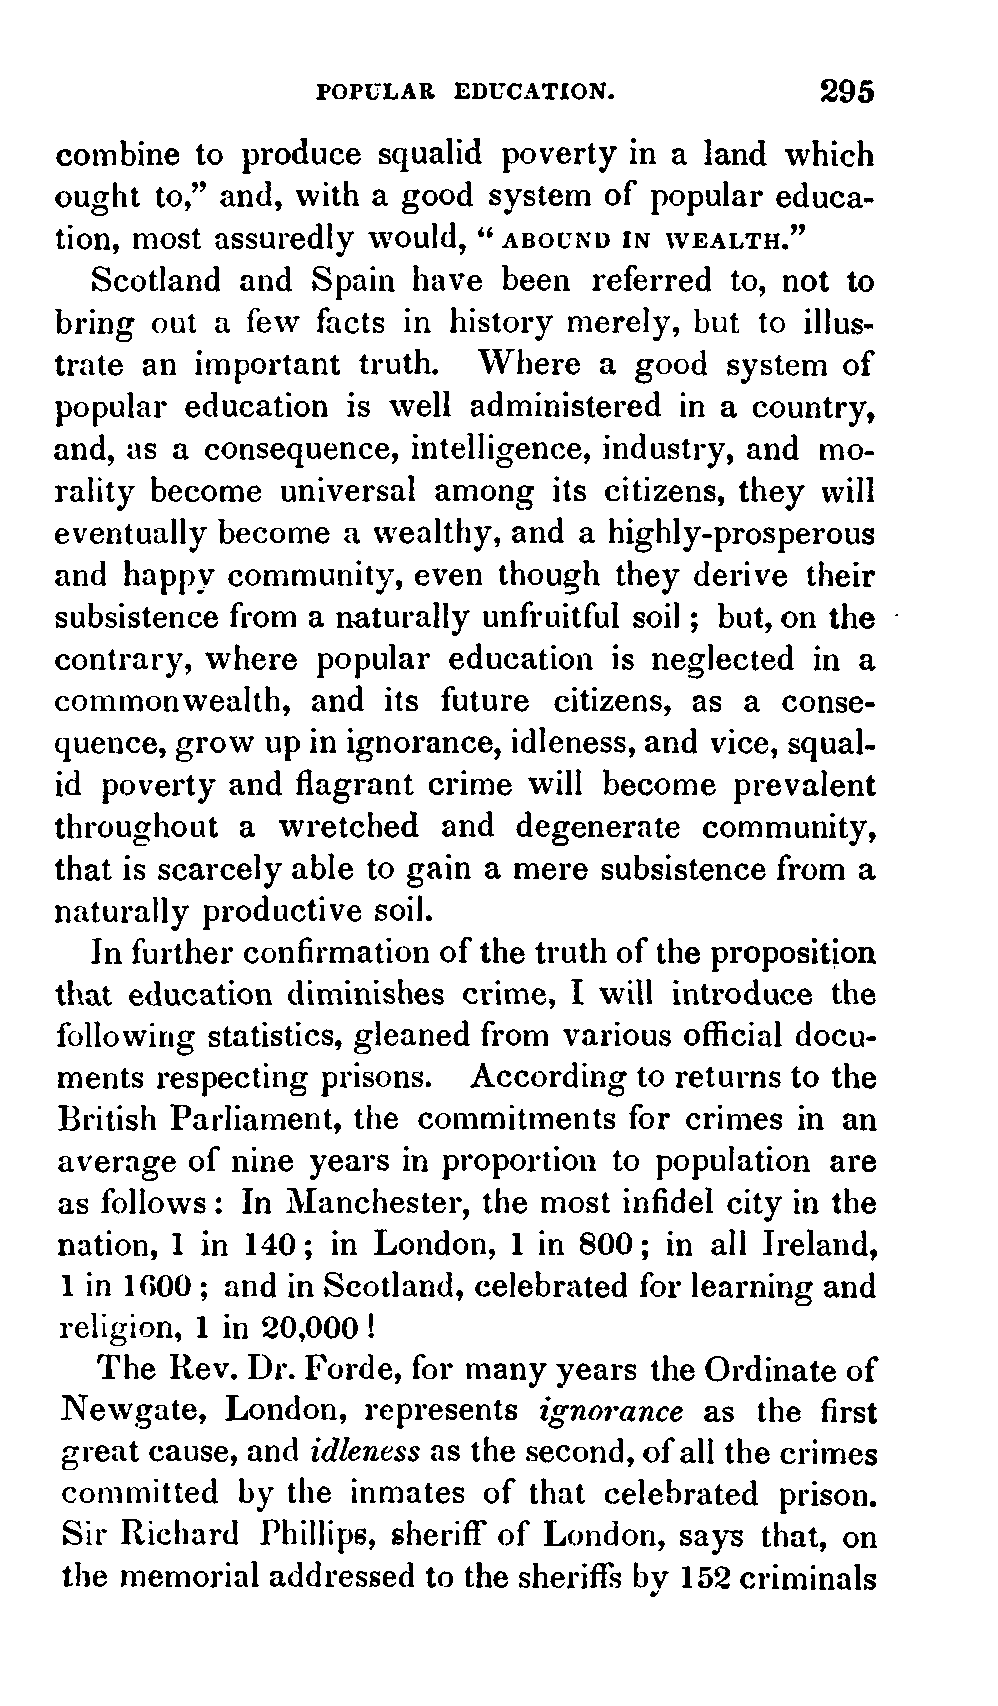 POPULAR EDUCATION. 295
combine to produce squalid poverty in a land which
ought to,” and, with a good system of popular educa-
tion, most assuredly would, “ ABOUND IN WEALTH.”
Scotland and Spain have been referred to, not to
bring out a few facts in history merely, but to illus-
trate an important truth. Where a good system of
popular education is well administered in a country,
and, as a consequence, intelligence, industry, and mo-
rality become universal among its citizens, they will
eventually become a wealthy, and a highly-prosperous
and happy community, even though they derive their
subsistence from a naturally unfruitful soil ; but, on the
contrary, where popular education is neglected in a
commonwealth, and its future citizens, as a conse-
quence, grow up in ignorance, idleness, and vice, squal-
id poverty and flagrant crime will become prevalent
throughout a wretched and degenerate community,
that is scarcely able to gain a mere subsistence from a
naturally productive soil.
In further confirmation of the truth of the proposition
that education diminishes crime, I will introduce the
following statistics, gleaned from various official docu-
ments respecting prisons. According to returns to the
British Parliament, the commitments for crimes in an
average of nine years in proportion to population are
as follows : In Manchester, the most infidel city in the
nation, 1 in 140 ; in London, 1 in 800 ; in all Ireland,
1 in 1600 ; and in Scotland, celebrated for learning and
religion, 1 in 20,000 !
The Rev. Dr. Forde, for many years the Ordinate of
Newgate, London, represents ignorance as the first
great cause, and idleness as the second, of all the crimes
committed by the inmates of that celebrated prison.
Sir Richard Phillips, sheriff of London, says that, on
the memorial addressed to the sheriffs by 152 criminals